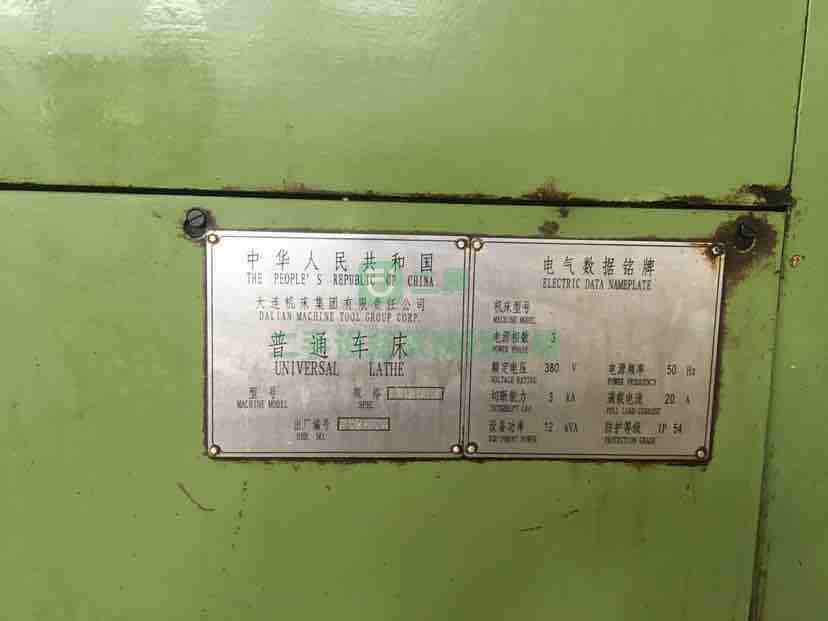 中华人民共和国
THE PEOPLE'S REPUBLIC OF CHINA
大连机床集团有限责任公司
DALIAN MACHINE TOOL GROUP CORP.
普通车床
UNIVERSAL LATHE
型号 规格
MACHINE MODEL SPEC.
出厂编号
SER NO.
电气数据铭牌
ELECTRIC DATA NAMEPLATE
机床型号
MACHINE MODEL
电源相数 3
POWER PHASE
额定电压 380 V 电源频率 50 Hz
VOLTAGE RATING POWER FREQUENCY
切断能力 3 kA 满载电流 20 A
INTERRUPT CAP FULL LOAD CURRENT
设备功率 12 kVA 防护等级 IP 54
EQUIPMENT POWER PROTECTION GRADE